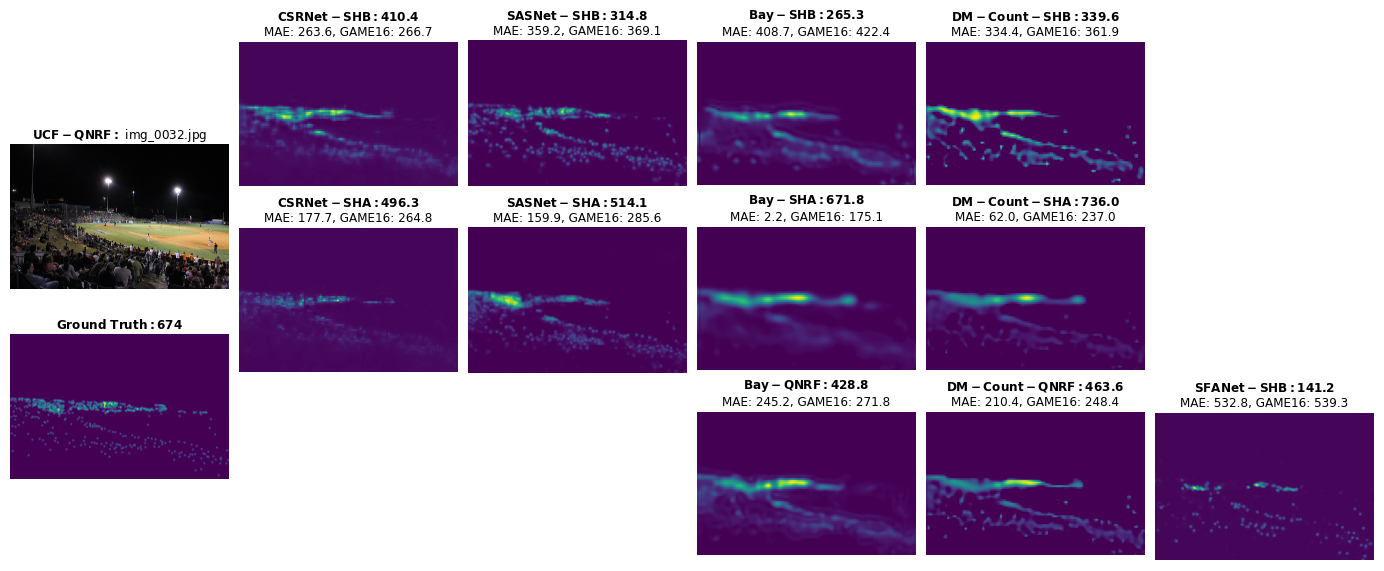 CSRNet − SHB : 410.4
MAE: 263.6, GAME16: 266.7
SASNet − SHB : 314.8
MAE: 359.2, GAME16: 369.1
Bay − SHB : 265.3
MAE: 408.7, GAME16: 422.4
DM − Count − SHB : 339.6
MAE: 334.4, GAME16: 361.9
UCF − QNRF : img_0032.jpg
CSRNet − SHA : 496.3
MAE: 177.7, GAME16: 264.8
SASNet − SHA : 514.1
MAE: 159.9, GAME16: 285.6
Bay − SHA : 671.8
MAE: 2.2, GAME16: 175.1
DM − Count − SHA : 736.0
MAE: 62.0, GAME16: 237.0
Ground Truth : 674
Bay − QNRF : 428.8
MAE: 245.2, GAME16: 271.8
DM − Count − QNRF : 463.6
MAE: 210.4, GAME16: 248.4
SFANet − SHB : 141.2
MAE: 532.8, GAME16: 539.3